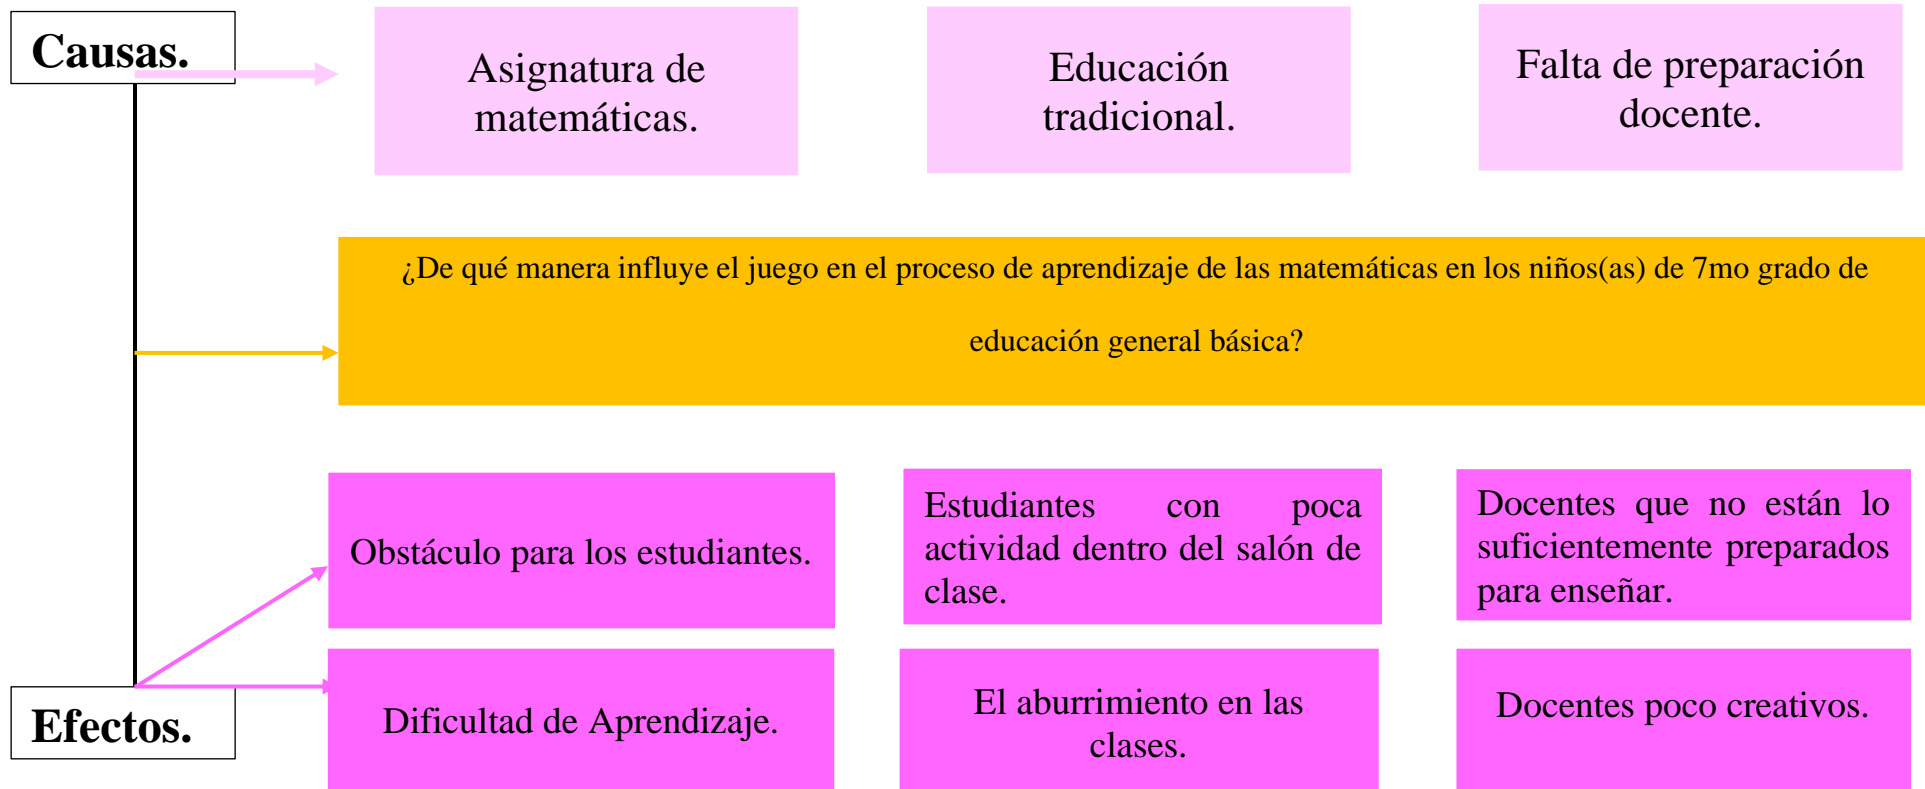 Causas.
Asignatura de
matemáticas.
Educación
tradicional.
Falta de preparación
docente.
¿De qué manera influye el juego en el proceso de aprendizaje de las matemáticas en los niños(as) de 7mo grado de
educación general básica?
Obstáculo para los estudiantes.
Estudiantes con poca
actividad dentro del salón de
clase.
Docentes que no están lo
suficientemente preparados
para enseñar.
Efectos.
Dificultad de Aprendizaje.
El aburrimiento en las
clases.
Docentes poco creativos.